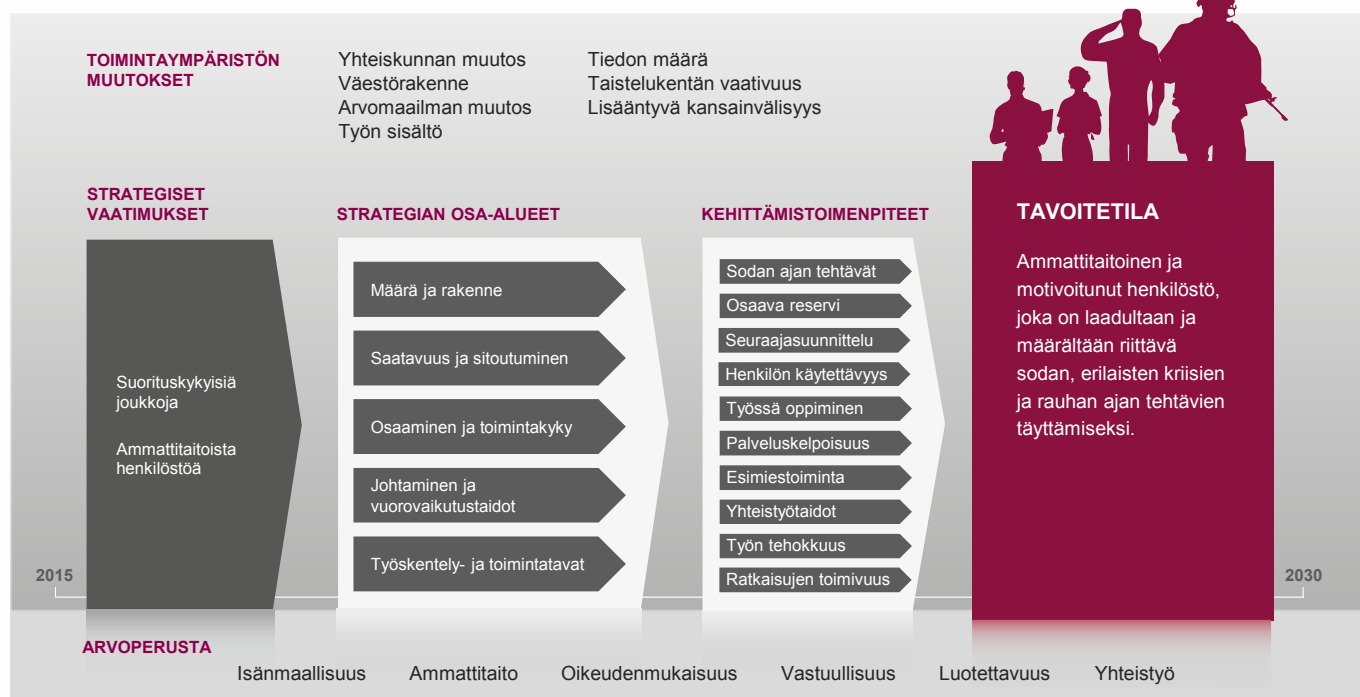 TOIMINTAYMPÄRISTÖN
MUUTOKSET
Yhteiskunnan muutos
Väestörakenne
Arvomaailman muutos
Työn sisältö
Tiedon määrä
Taistelukentän vaativuus
Lisääntyvä kansainvälisyys
STRATEGISET
VAATIMUKSET
Suorituskykyisiä
joukkoja
Ammattitaitoista
henkilöstöä
STRATEGIAN OSA-ALUEET
Määrä ja rakenne
Saatavuus ja sitoutuminen
Osaaminen ja toimintakyky
Johtaminen ja
vuorovaikutustaidot
Työskentely- ja toimintatavat
KEHITTÄMISTOIMENPITEET
Sodan ajan tehtävät
Osaava reservi
Seuraajasuunnittelu
Henkilön käytettävyys
Työssä oppiminen
Palveluskelpoisuus
Esimiestoiminta
Yhteistyötaidot
Työn tehokkuus
Ratkaisujen toimivuus
TAVOITETILA
Ammattitaitoinen ja
motivoitunut henkilöstö,
joka on laadultaan ja
määrältään riittävä
sodan, erilaisten kriisien
ja rauhan ajan tehtävien
täyttämiseksi.
2015
2030
ARVOPERUSTA
Isänmaallisuus Ammattitaito Oikeudenmukaisuus Vastuullisuus Luotettavuus Yhteistyö